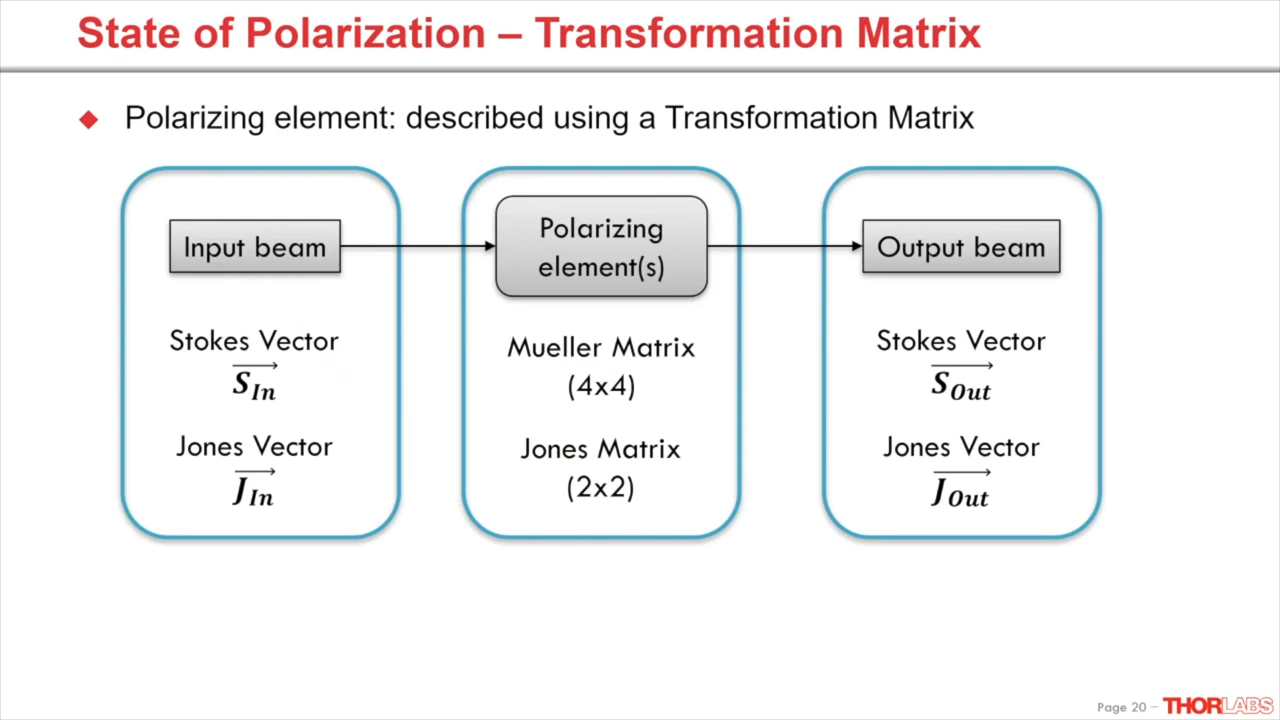 State of Polarization – Transformation Matrix
Polarizing element: described using a Transformation Matrix
Input beam
Stokes Vector
S_In
Jones Vector
J_In
Polarizing
element(s)
Mueller Matrix
(4x4)
Jones Matrix
(2x2)
Output beam
Stokes Vector
S_Out
Jones Vector
J_Out
Page 20 – THORLABS